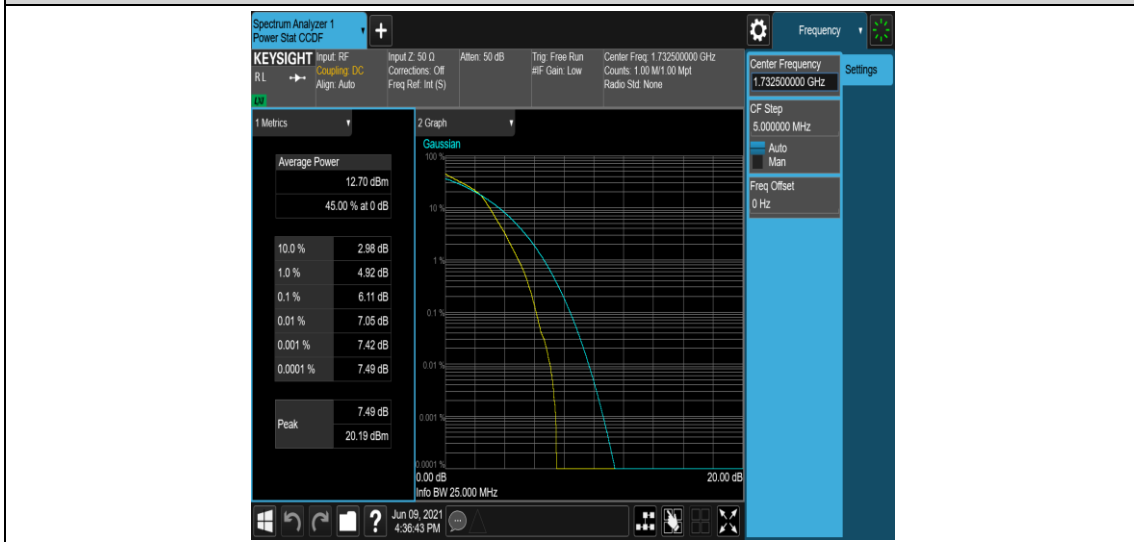 Spectrum Analyzer 1
Power Stat CCDF
+
Frequency
KEYSIGHT
RL
Input: RF
Coupling: DC
Align: Auto
Input Z: 50 Ω
Corrections: Off
Freq Ref: Int (S)
Atten: 50 dB
Trig: Free Run
#IF Gain: Low
Center Freq: 1.732500000 GHz
Counts: 1.00 M/1.00 Mpt
Radio Std: None
Center Frequency
1.732500000 GHz
Settings
CF Step
5.000000 MHz
Auto
Man
Freq Offset
0 Hz
1 Metrics
Average Power
12.70 dBm
45.00 % at 0 dB
10.0 % 2.98 dB
1.0 % 4.92 dB
0.1 % 6.11 dB
0.01 % 7.05 dB
0.001 % 7.42 dB
0.0001 % 7.49 dB
Peak
7.49 dB
20.19 dBm
2 Graph
Gaussian
100 %
10 %
1 %
0.1 %
0.01 %
0.001 %
0.0001 %
0.00 dB
20.00 dB
Info BW 25.000 MHz
?
Jun 09, 2021
4:36:43 PM